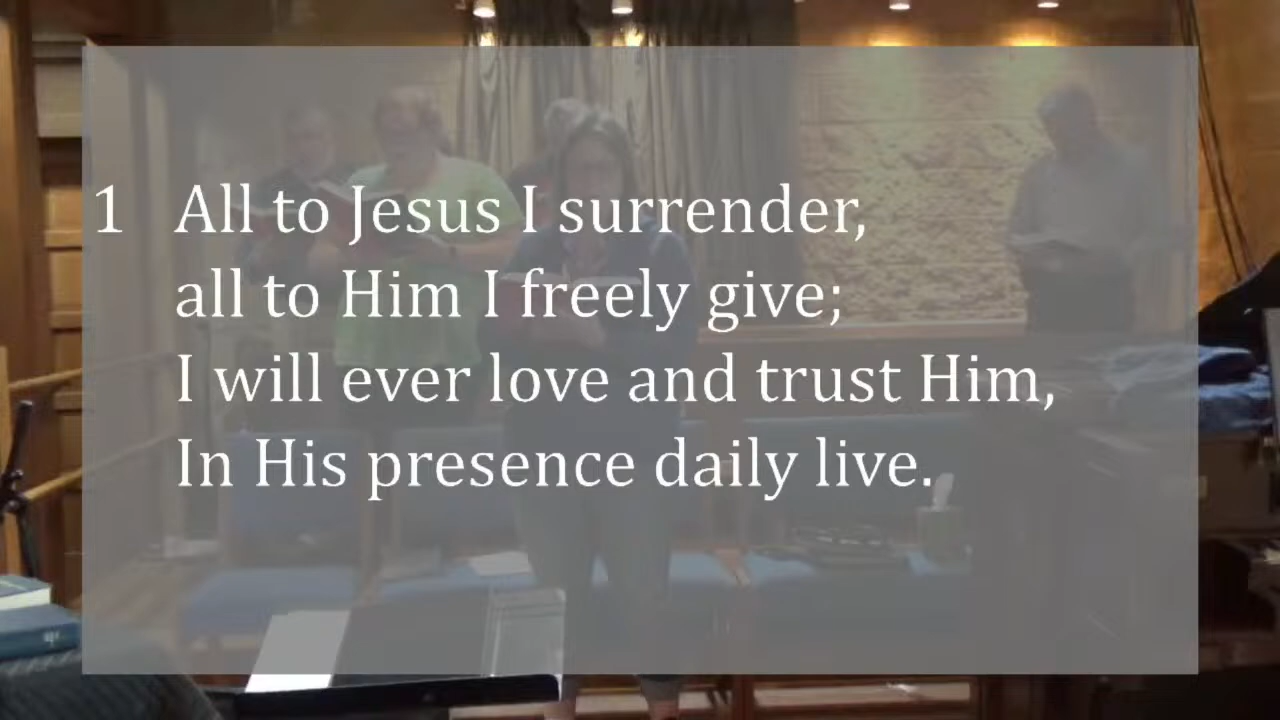 1 All to Jesus I surrender,
all to Him I freely give;
I will ever love and trust Him,
In His presence daily live.